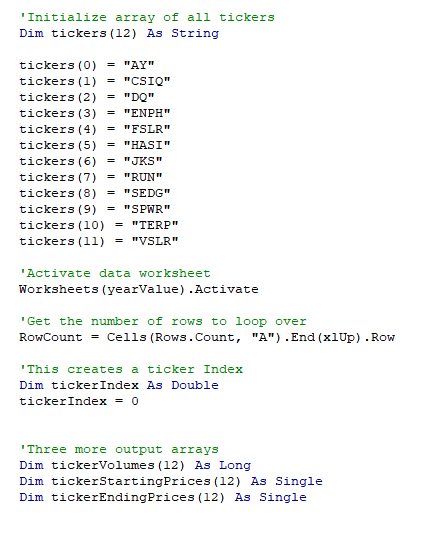 'Initialize array of all tickers
Dim tickers(12) As String
tickers(0) = "AY"
tickers(1) = "CSIQ"
tickers(2) = "DQ"
tickers(3) = "ENPH"
tickers(4) = "FSLR"
tickers(5) = "HASI"
tickers(6) = "JKS"
tickers(7) = "RUN"
tickers(8) = "SEDG"
tickers(9) = "SPWR"
tickers(10) = "TERP"
tickers(11) = "VSLR"
'Activate data worksheet
Worksheets(yearValue).Activate
'Get the number of rows to loop over
RowCount = Cells(Rows.Count, "A").End(xlUp).Row
'This creates a ticker Index
Dim tickerIndex As Double
tickerIndex = 0
'Three more output arrays
Dim tickerVolumes(12) As Long
Dim tickerStartingPrices(12) As Single
Dim tickerEndingPrices(12) As Single